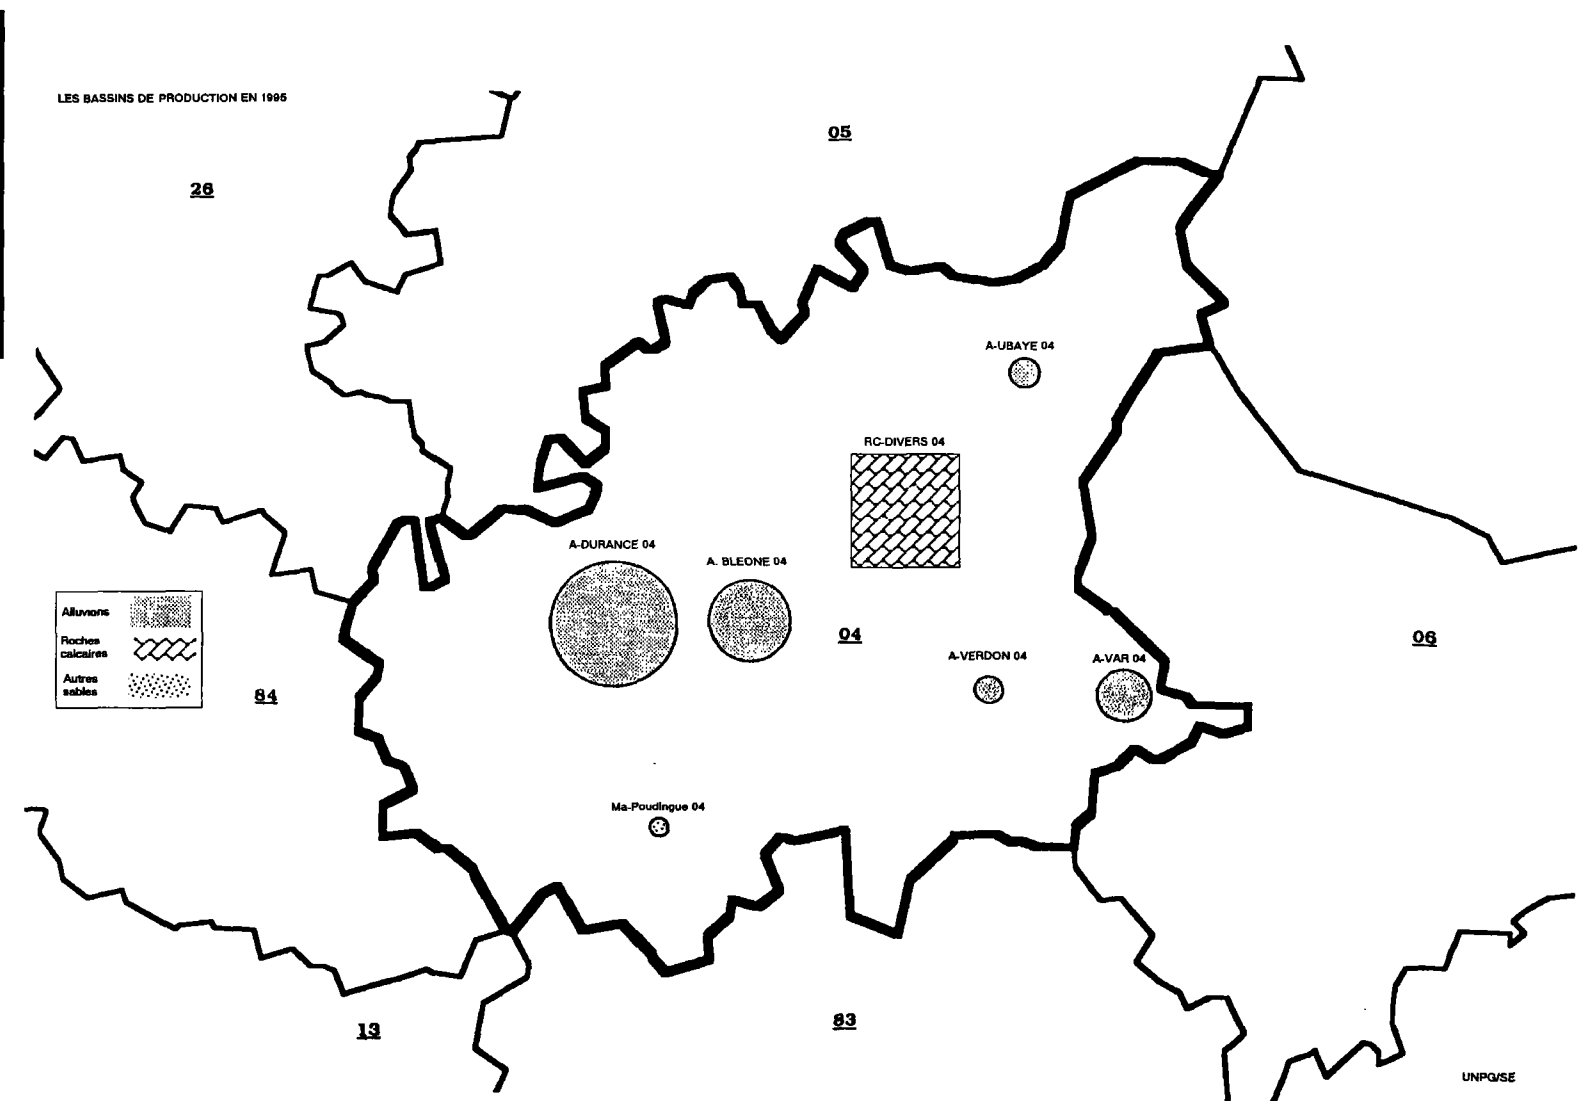 LES BASSINS DE PRODUCTION EN 1995
05
26
A-UBAYE 04
RC-DIVERS 04
A-DURANCE 04
A. BLEONE 04
Alluvions
Roches
calcaires
Autres
sables
04
06
A-VERDON 04
A-VAR 04
84
Ma-Poudingue 04
13
83
UNPG/SE